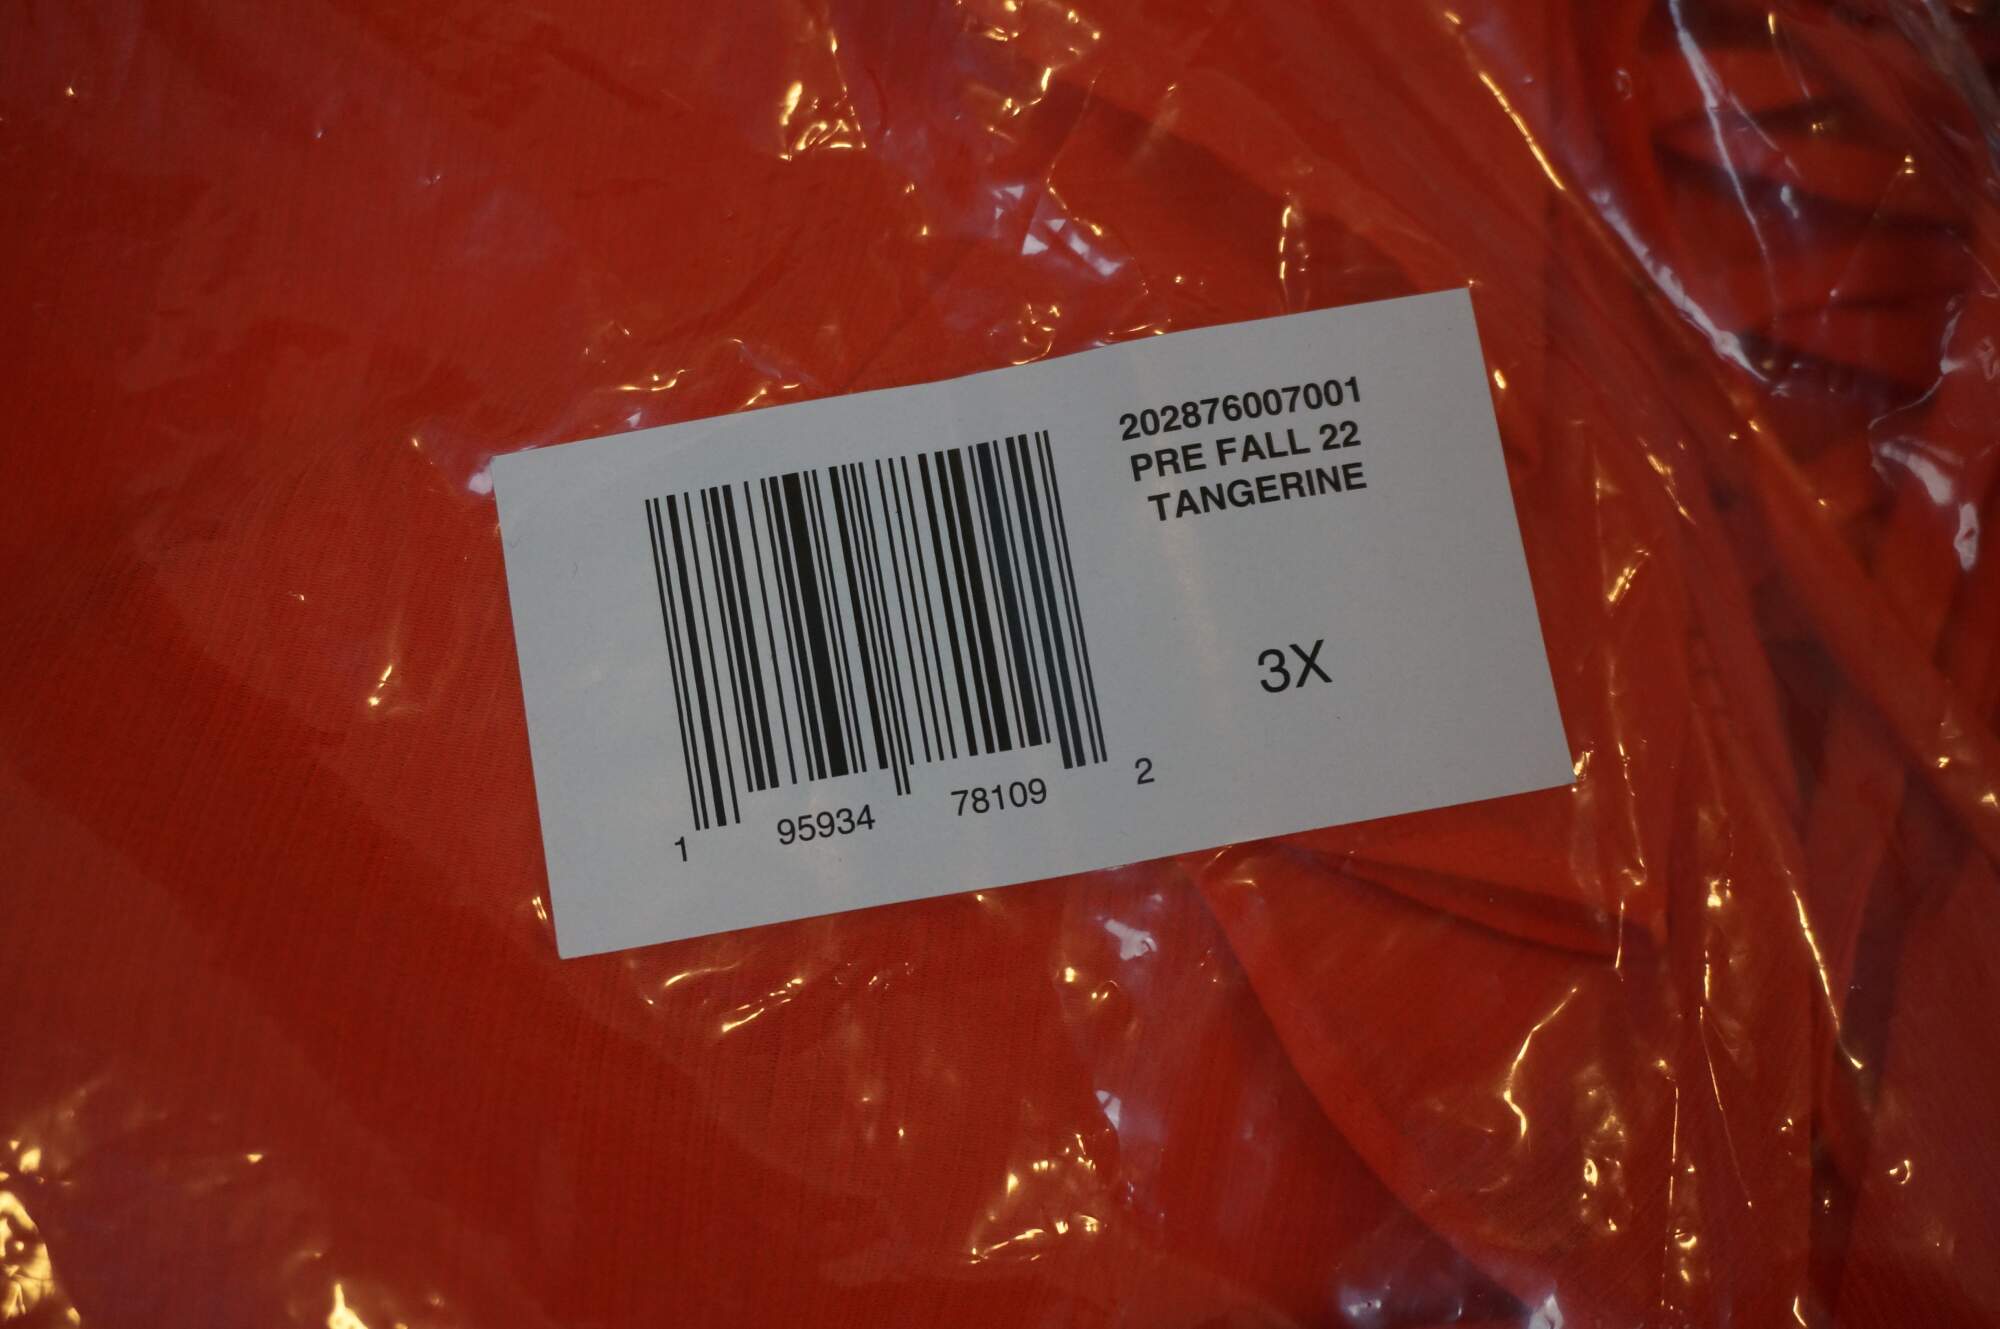 202876007001
PRE FALL 22
TANGERINE
3X
1 95934 78109 2